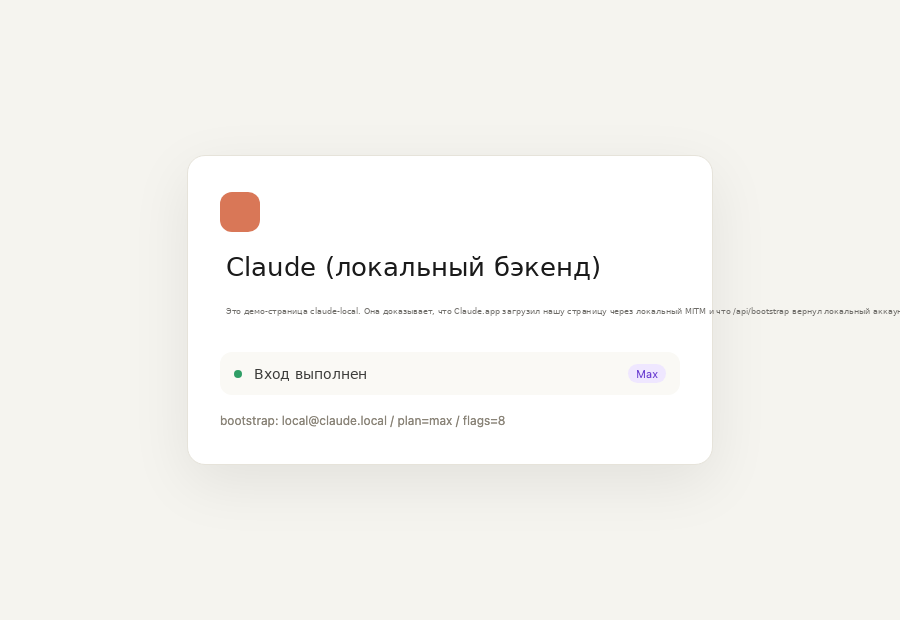 Claude (локальный бэкенд)
Это демо-страница claude-local. Она доказывает, что Claude.app загрузил нашу страницу через локальный MITM и что /api/bootstrap вернул локальный аккаун
Вход выполнен
Max
bootstrap: local@claude.local / plan=max / flags=8